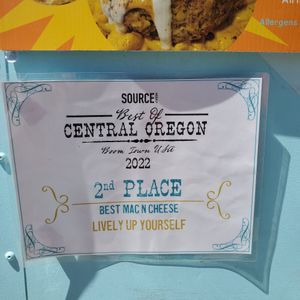 Allergens
SOURCE
Best Of
CENTRAL OREGON
Boom Town USA
2022
2nd PLACE
BEST MAC N CHEESE
LIVELY UP YOURSELF